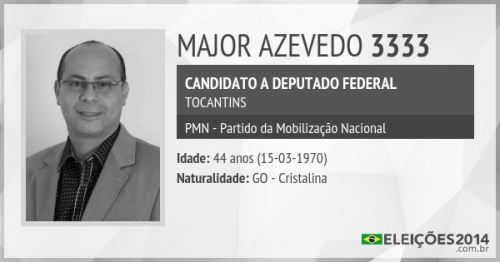 MAJOR AZEVEDO 3333
CANDIDATO A DEPUTADO FEDERAL
TOCANTINS
PMN - Partido da Mobilização Nacional
Idade: 44 anos (15-03-1970)
Naturalidade: GO - Cristalina
ELEIÇÕES2014
.com.br